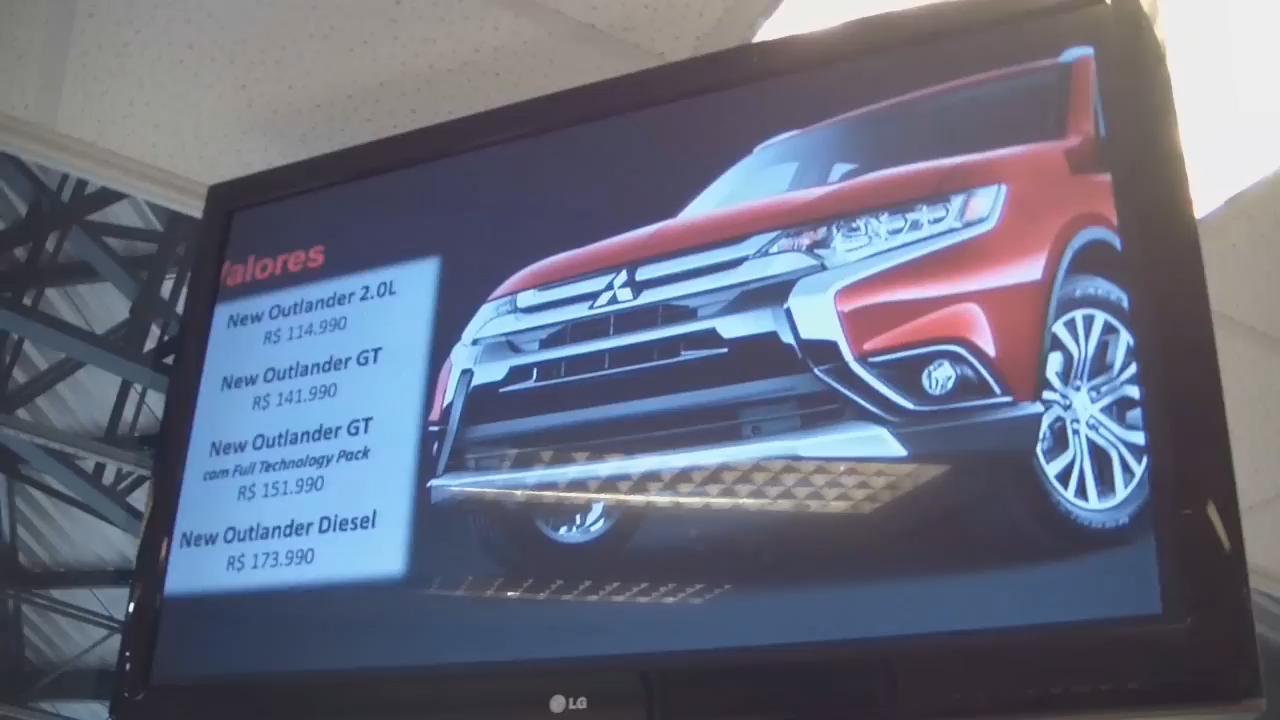 Valores
New Outlander 2.0L
R$ 114.990
New Outlander GT
R$ 141.990
New Outlander GT
com Full Technology Pack
R$ 151.990
New Outlander Diesel
R$ 173.990
LG